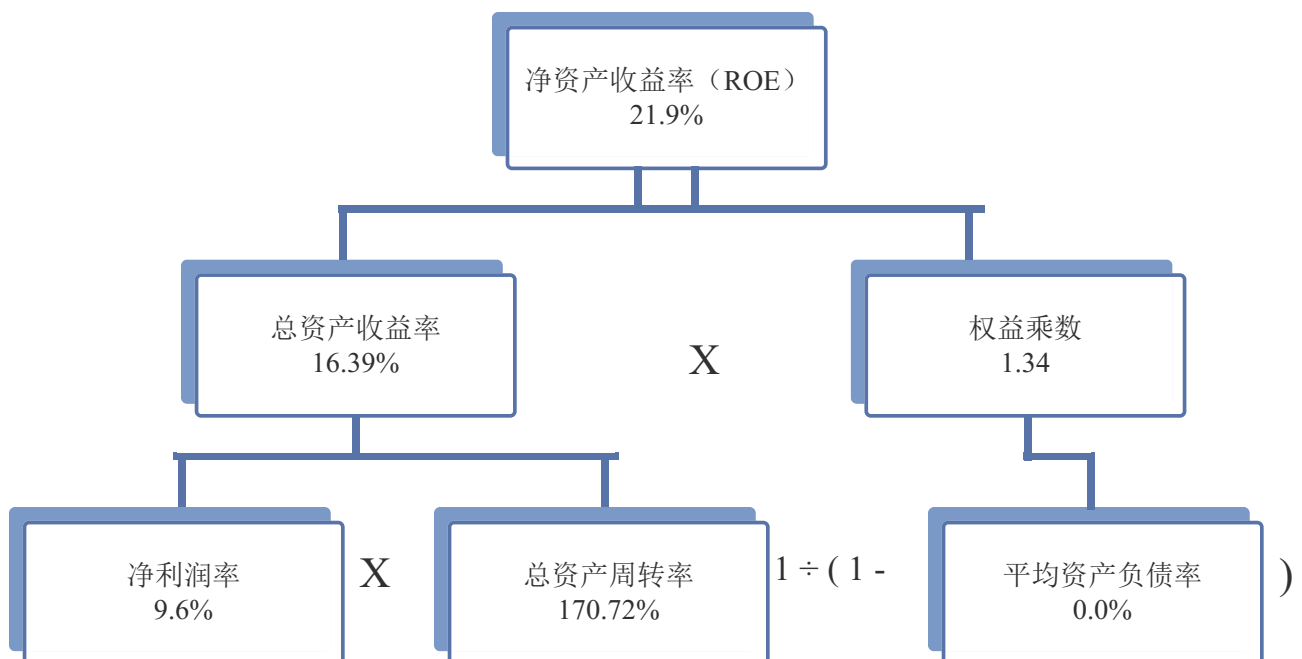 净资产收益率（ROE）
21.9%
总资产收益率
16.39%
X
权益乘数
1.34
净利润率
9.6%
X
总资产周转率
170.72%
1 ÷ ( 1 -
平均资产负债率
0.0%
)